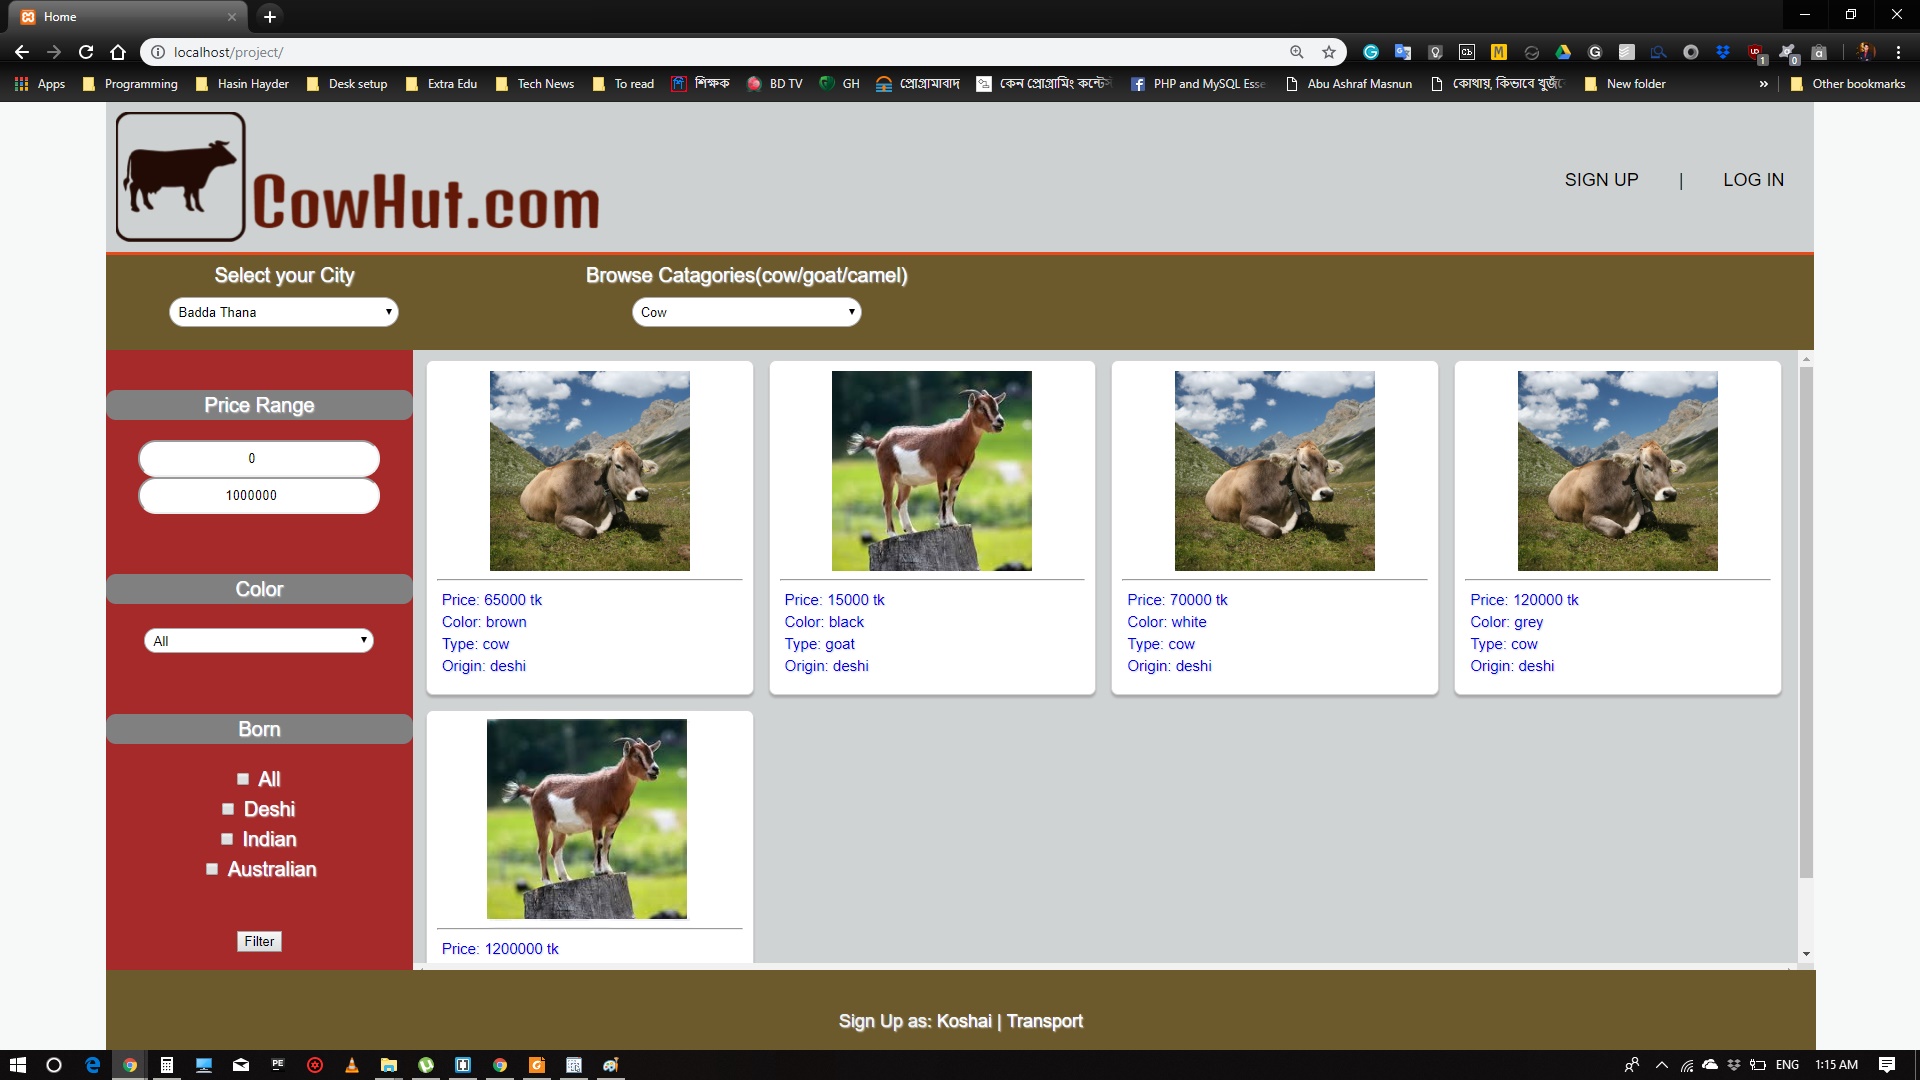 Home
localhost/project/
Apps Programming Hasin Hayder Desk setup Extra Edu Tech News To read শিক্ষক BD TV GH প্রোগ্রামাবাদ কেন প্রোগ্রামিং কন্টেস PHP and MySQL Esse Abu Ashraf Masnun কোথায়, কিভাবে খুজঁবে New folder » Other bookmarks
CowHut.com
SIGN UP | LOG IN
Select your City Browse Catagories(cow/goat/camel)
Badda Thana Cow
Price Range
0
1000000
Color
All
Born
All
Deshi
Indian
Australian
Filter
Price: 65000 tk
Color: brown
Type: cow
Origin: deshi
Price: 15000 tk
Color: black
Type: goat
Origin: deshi
Price: 70000 tk
Color: white
Type: cow
Origin: deshi
Price: 120000 tk
Color: grey
Type: cow
Origin: deshi
Price: 1200000 tk
Sign Up as: Koshai | Transport
ENG 1:15 AM